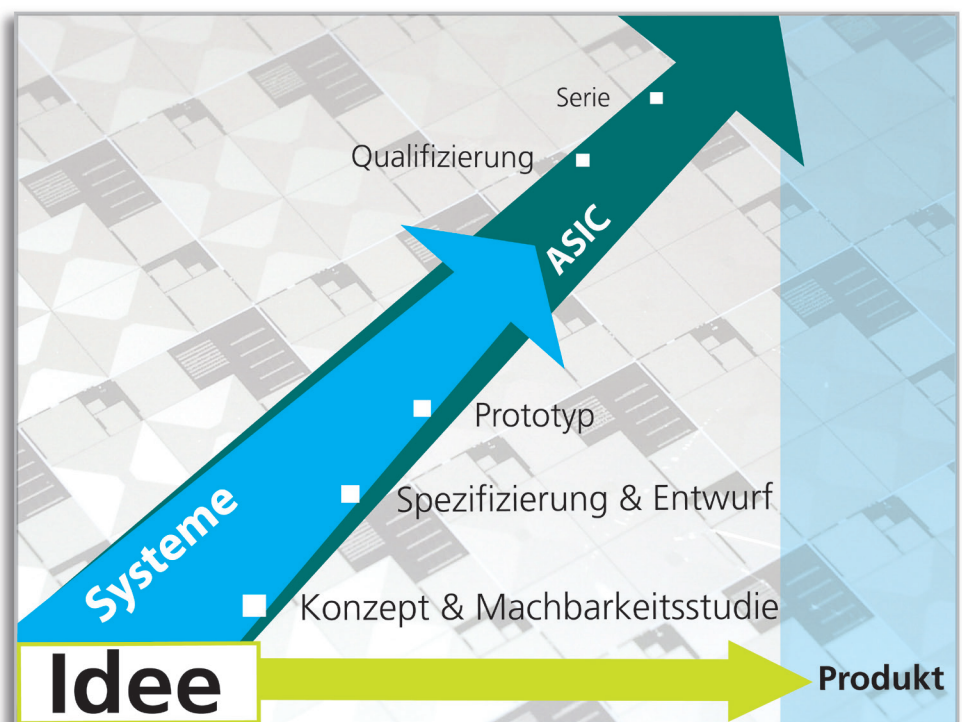 Serie
Qualifizierung
ASIC
Prototyp
Spezifizierung & Entwurf
Systeme
Konzept & Machbarkeitsstudie
Idee
Produkt